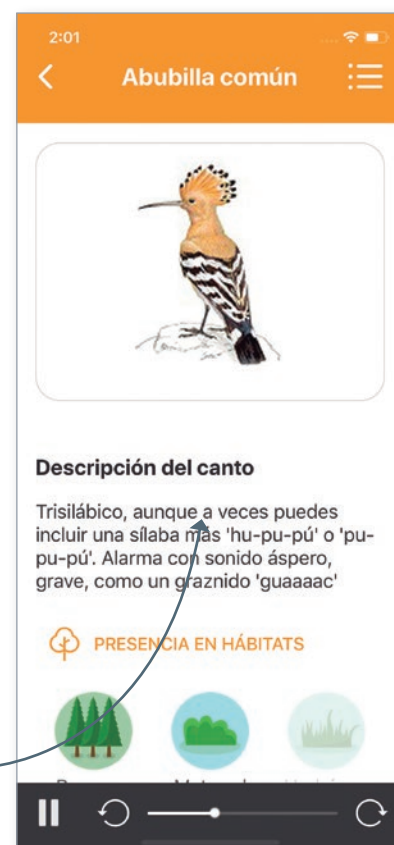 2:01
Abubilla común
Descripción del canto
Trisilábico, aunque a veces puedes
incluir una sílaba más 'hu-pu-pú' o 'pu-
pu-pú'. Alarma con sonido áspero,
grave, como un graznido 'guaaaac'
PRESENCIA EN HÁBITATS